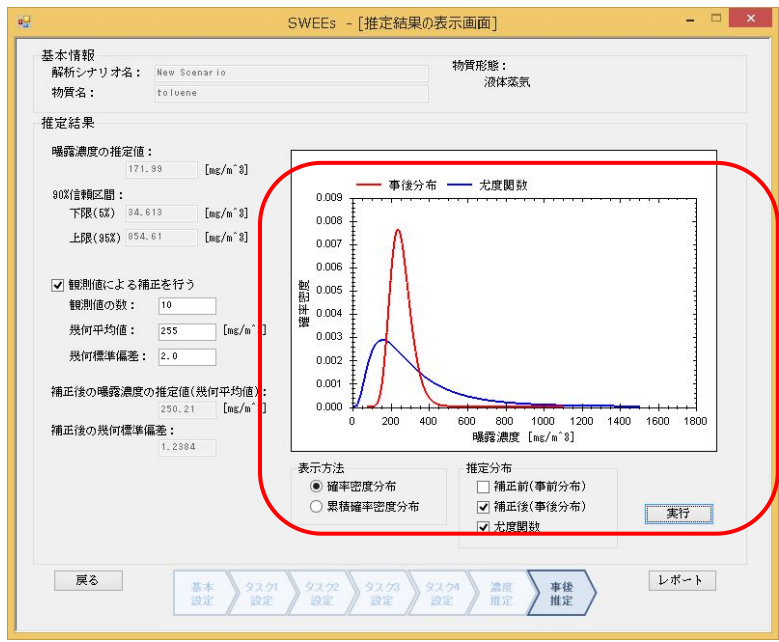 SWEEs - [推定結果の表示画面]
基本情報
解析シナリオ名： New Scenario
物質形態：
液体蒸気
物質名： toluene
推定結果
曝露濃度の推定値：
171.99 [mg/m^3]
90%信頼区間：
下限(5%) 34.613 [mg/m^3]
上限(95%) 854.61 [mg/m^3]
観測値による補正を行う
観測値の数： 10
幾何平均値： 255 [mg/m^ ]
幾何標準偏差： 2.0
補正後の曝露濃度の推定値(幾何平均値)：
250.21 [mg/m^ ]
補正後の幾何標準偏差：
1.2384
事後分布 尤度関数
0.009
0.008
0.007
0.006
0.005
0.004
0.003
0.002
0.001
0.000
確率密度
0 200 400 600 800 1000 1200 1400 1600 1800
曝露濃度 [mg/m^3]
表示方法
確率密度分布
累積確率密度分布
推定分布
補正前(事前分布)
補正後(事後分布)
尤度関数
実行
戻る
基本設定
タスク1設定
タスク2設定
タスク3設定
タスク4設定
濃度推定
事後推定
レポート